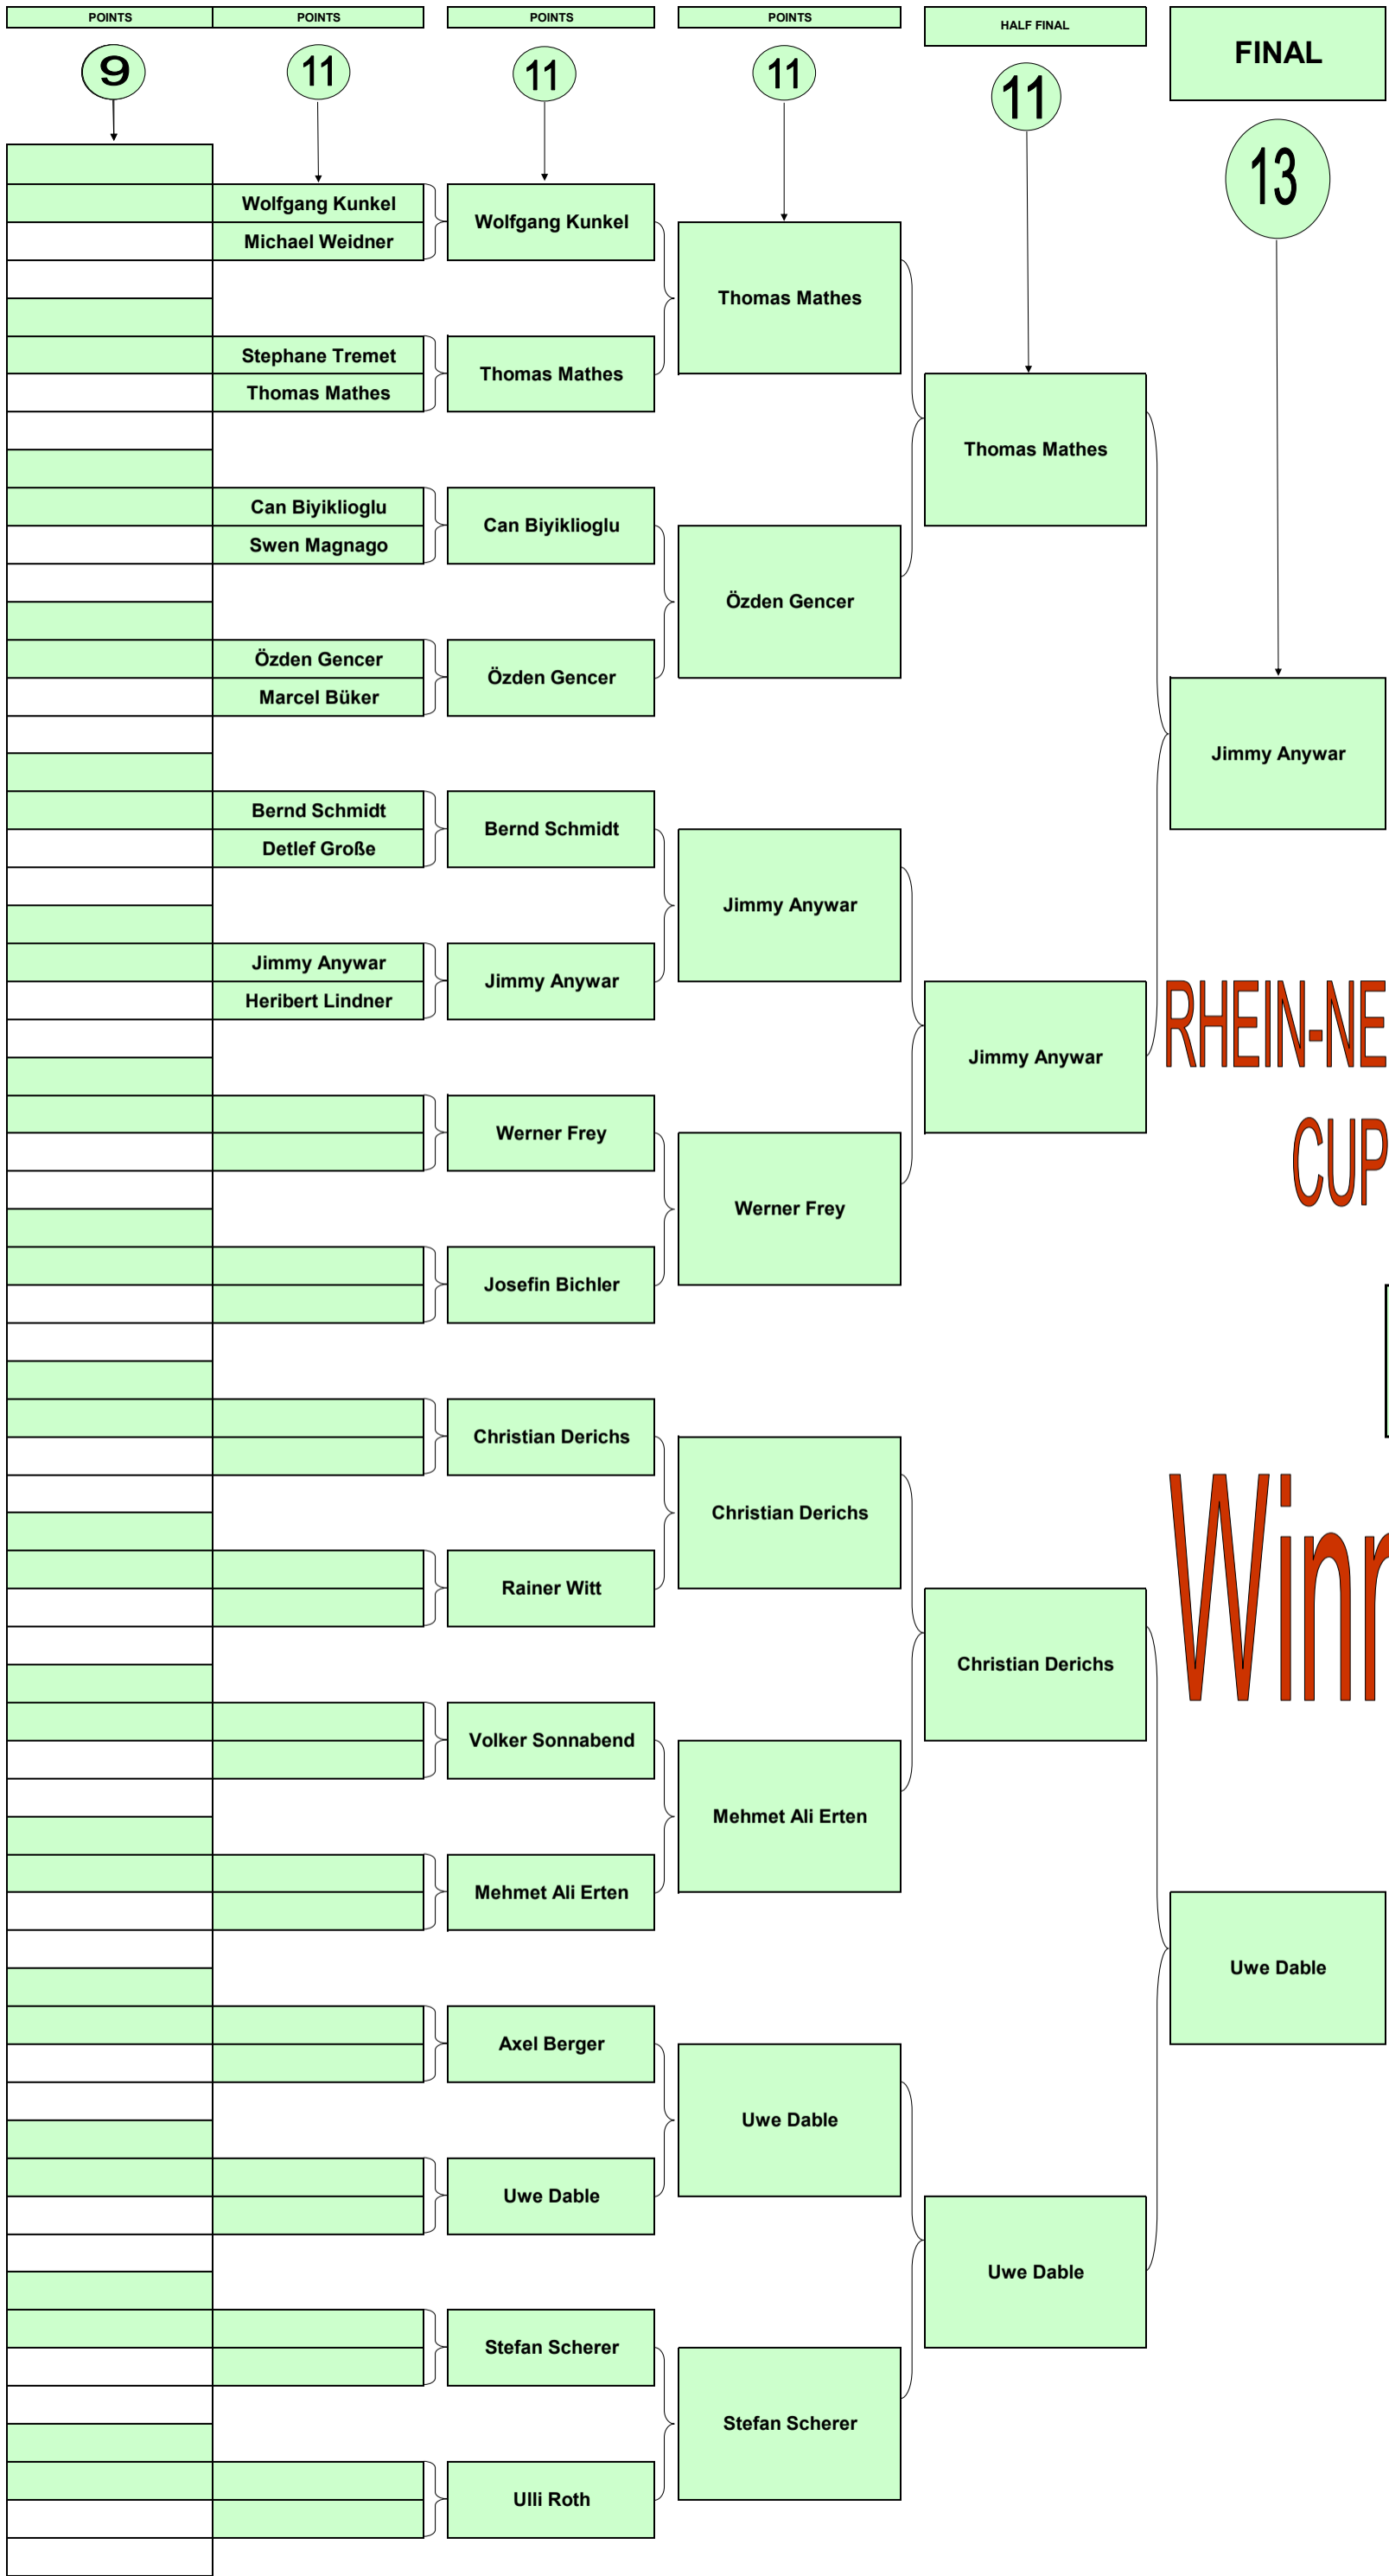 POINTS
POINTS
POINTS
POINTS
HALF FINAL
FINAL
9
11
11
11
11
13
Wolfgang Kunkel
Michael Weidner
Stephane Tremet
Thomas Mathes
Can Biyiklioglu
Swen Magnago
Özden Gencer
Marcel Büker
Bernd Schmidt
Detlef Große
Jimmy Anywar
Heribert Lindner
Wolfgang Kunkel
Thomas Mathes
Can Biyiklioglu
Özden Gencer
Bernd Schmidt
Jimmy Anywar
Werner Frey
Josefin Bichler
Christian Derichs
Rainer Witt
Volker Sonnabend
Mehmet Ali Erten
Axel Berger
Uwe Dable
Stefan Scherer
Ulli Roth
Thomas Mathes
Özden Gencer
Jimmy Anywar
Werner Frey
Christian Derichs
Mehmet Ali Erten
Uwe Dable
Stefan Scherer
Thomas Mathes
Jimmy Anywar
Christian Derichs
Uwe Dable
Jimmy Anywar
Uwe Dable
RHEIN-NE
CUP